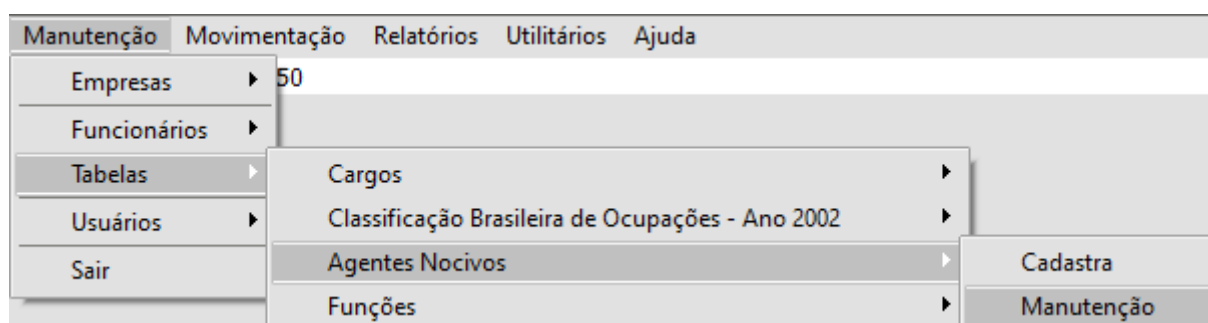 Manutenção Movimentação Relatórios Utilitários Ajuda
Empresas 50
Funcionários
Tabelas Cargos
Usuários Classificação Brasileira de Ocupações - Ano 2002
Sair Agentes Nocivos Cadastra
Funções Manutenção